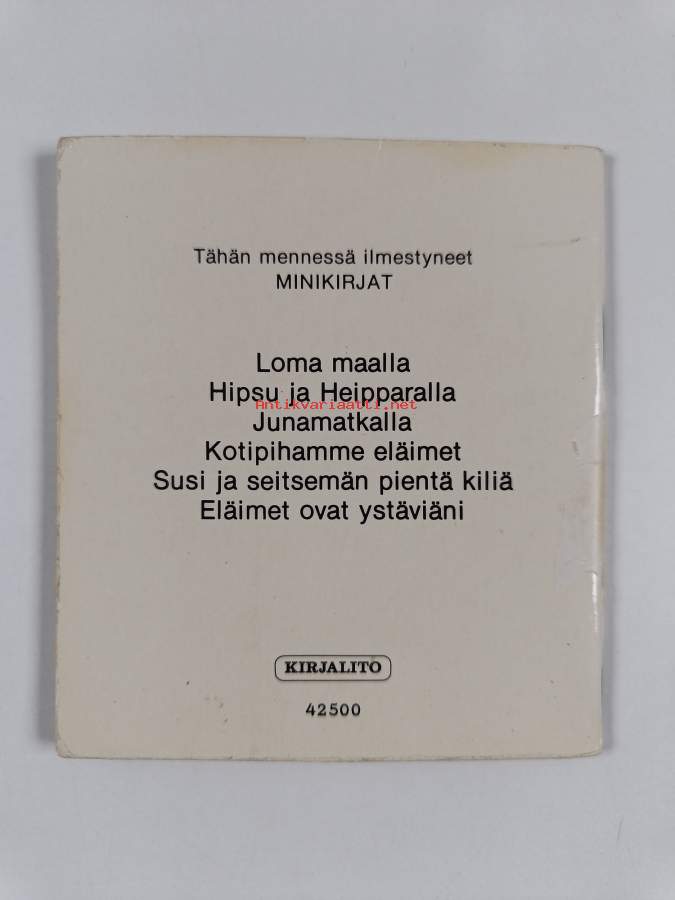 Tähän mennessä ilmestyneet
MINIKIRJAT
Loma maalla
Hipsu ja Heipparalla
Antikvariaatti.net
Junamatkalla
Kotipihamme eläimet
Susi ja seitsemän pientä kiliä
Eläimet ovat ystäviäni
KIRJALITO
42500